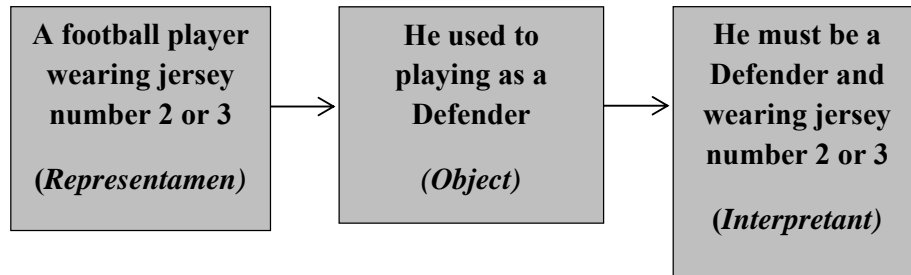 A football player
wearing jersey
number 2 or 3
(Representamen)
He used to
playing as a
Defender
(Object)
He must be a
Defender and
wearing jersey
number 2 or 3
(Interpretant)